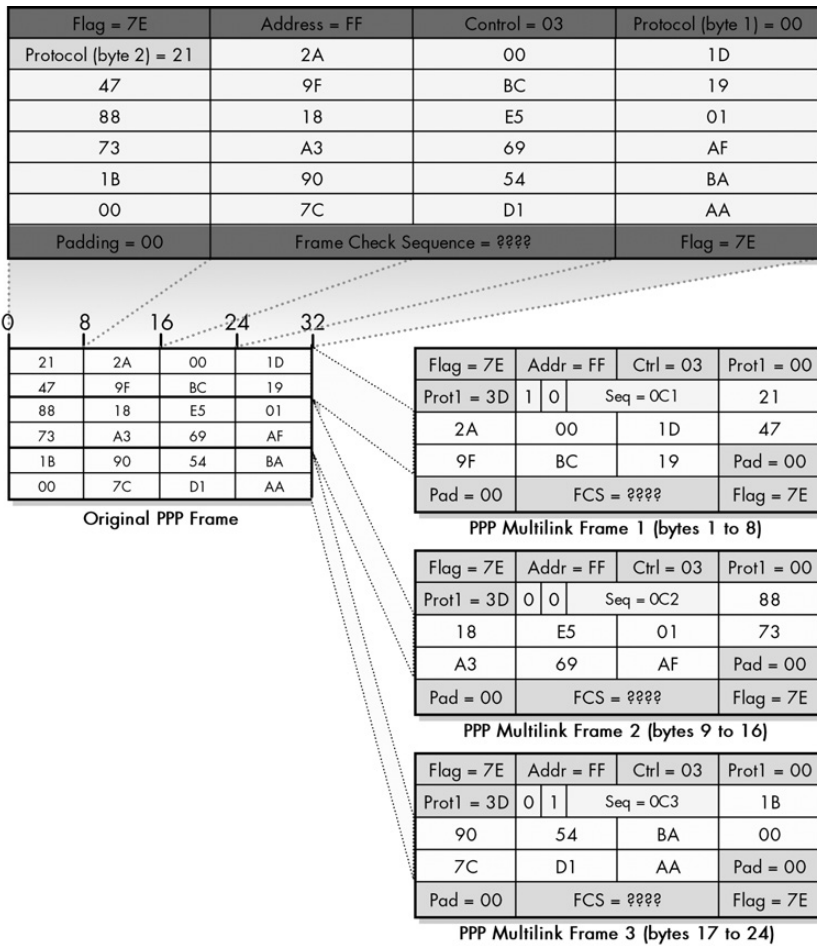 Flag = 7E Address = FF Control = 03 Protocol (byte 1) = 00
Protocol (byte 2) = 21 2A 00 1D
47 9F BC 19
88 18 E5 01
73 A3 69 AF
1B 90 54 BA
00 7C D1 AA
Padding = 00 Frame Check Sequence = ???? Flag = 7E
0 8 16 24 32
21 2A 00 1D
47 9F BC 19
88 18 E5 01
73 A3 69 AF
1B 90 54 BA
00 7C D1 AA
Original PPP Frame
Flag = 7E Addr = FF Ctrl = 03 Prot1 = 00
Prot1 = 3D 1 0 Seq = 0C1 21
2A 00 1D 47
9F BC 19 Pad = 00
Pad = 00 FCS = ???? Flag = 7E
PPP Multilink Frame 1 (bytes 1 to 8)
Flag = 7E Addr = FF Ctrl = 03 Prot1 = 00
Prot1 = 3D 0 0 Seq = 0C2 88
18 E5 01 73
A3 69 AF Pad = 00
Pad = 00 FCS = ???? Flag = 7E
PPP Multilink Frame 2 (bytes 9 to 16)
Flag = 7E Addr = FF Ctrl = 03 Prot1 = 00
Prot1 = 3D 0 1 Seq = 0C3 1B
90 54 BA 00
7C D1 AA Pad = 00
Pad = 00 FCS = ???? Flag = 7E
PPP Multilink Frame 3 (bytes 17 to 24)